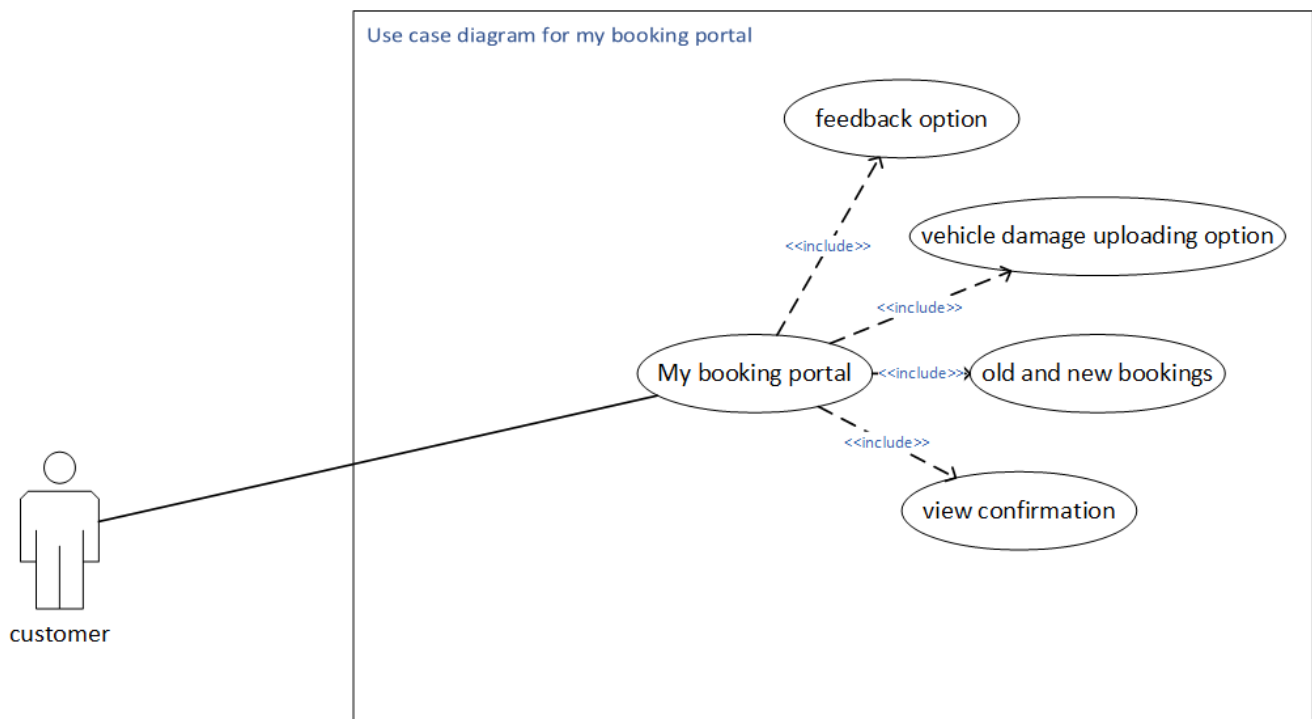 Use case diagram for my booking portal
feedback option
<<include>>
vehicle damage uploading option
<<include>>
My booking portal
<<include>>
old and new bookings
<<include>>
view confirmation
customer